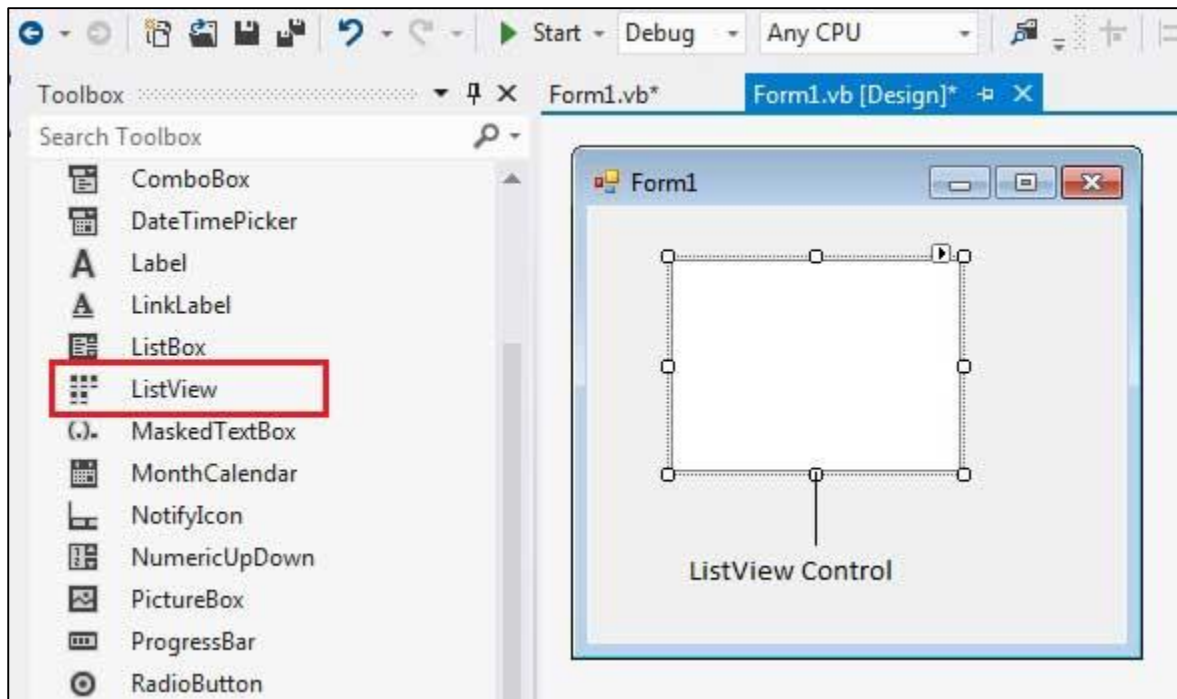 Start Debug Any CPU
Toolbox
Form1.vb* Form1.vb [Design]*
Search Toolbox
ComboBox
DateTimePicker
Label
LinkLabel
ListBox
ListView
MaskedTextBox
MonthCalendar
NotifyIcon
NumericUpDown
PictureBox
ProgressBar
RadioButton
Form1
ListView Control